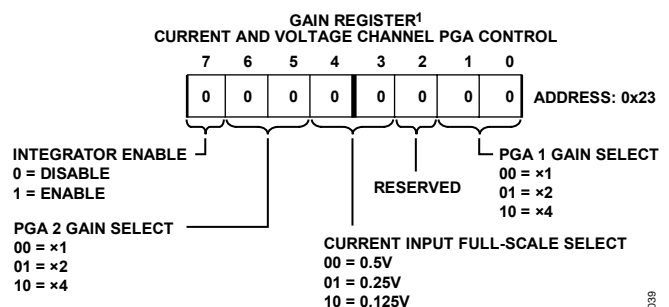 GAIN REGISTER1
CURRENT AND VOLTAGE CHANNEL PGA CONTROL
7 6 5 4 3 2 1 0
0 0 0 0 0 0 0 0 ADDRESS: 0x23
INTEGRATOR ENABLE
0 = DISABLE
1 = ENABLE
RESERVED
PGA 1 GAIN SELECT
00 = ×1
01 = ×2
10 = ×4
PGA 2 GAIN SELECT
00 = ×1
01 = ×2
10 = ×4
CURRENT INPUT FULL-SCALE SELECT
00 = 0.5V
01 = 0.25V
10 = 0.125V
039